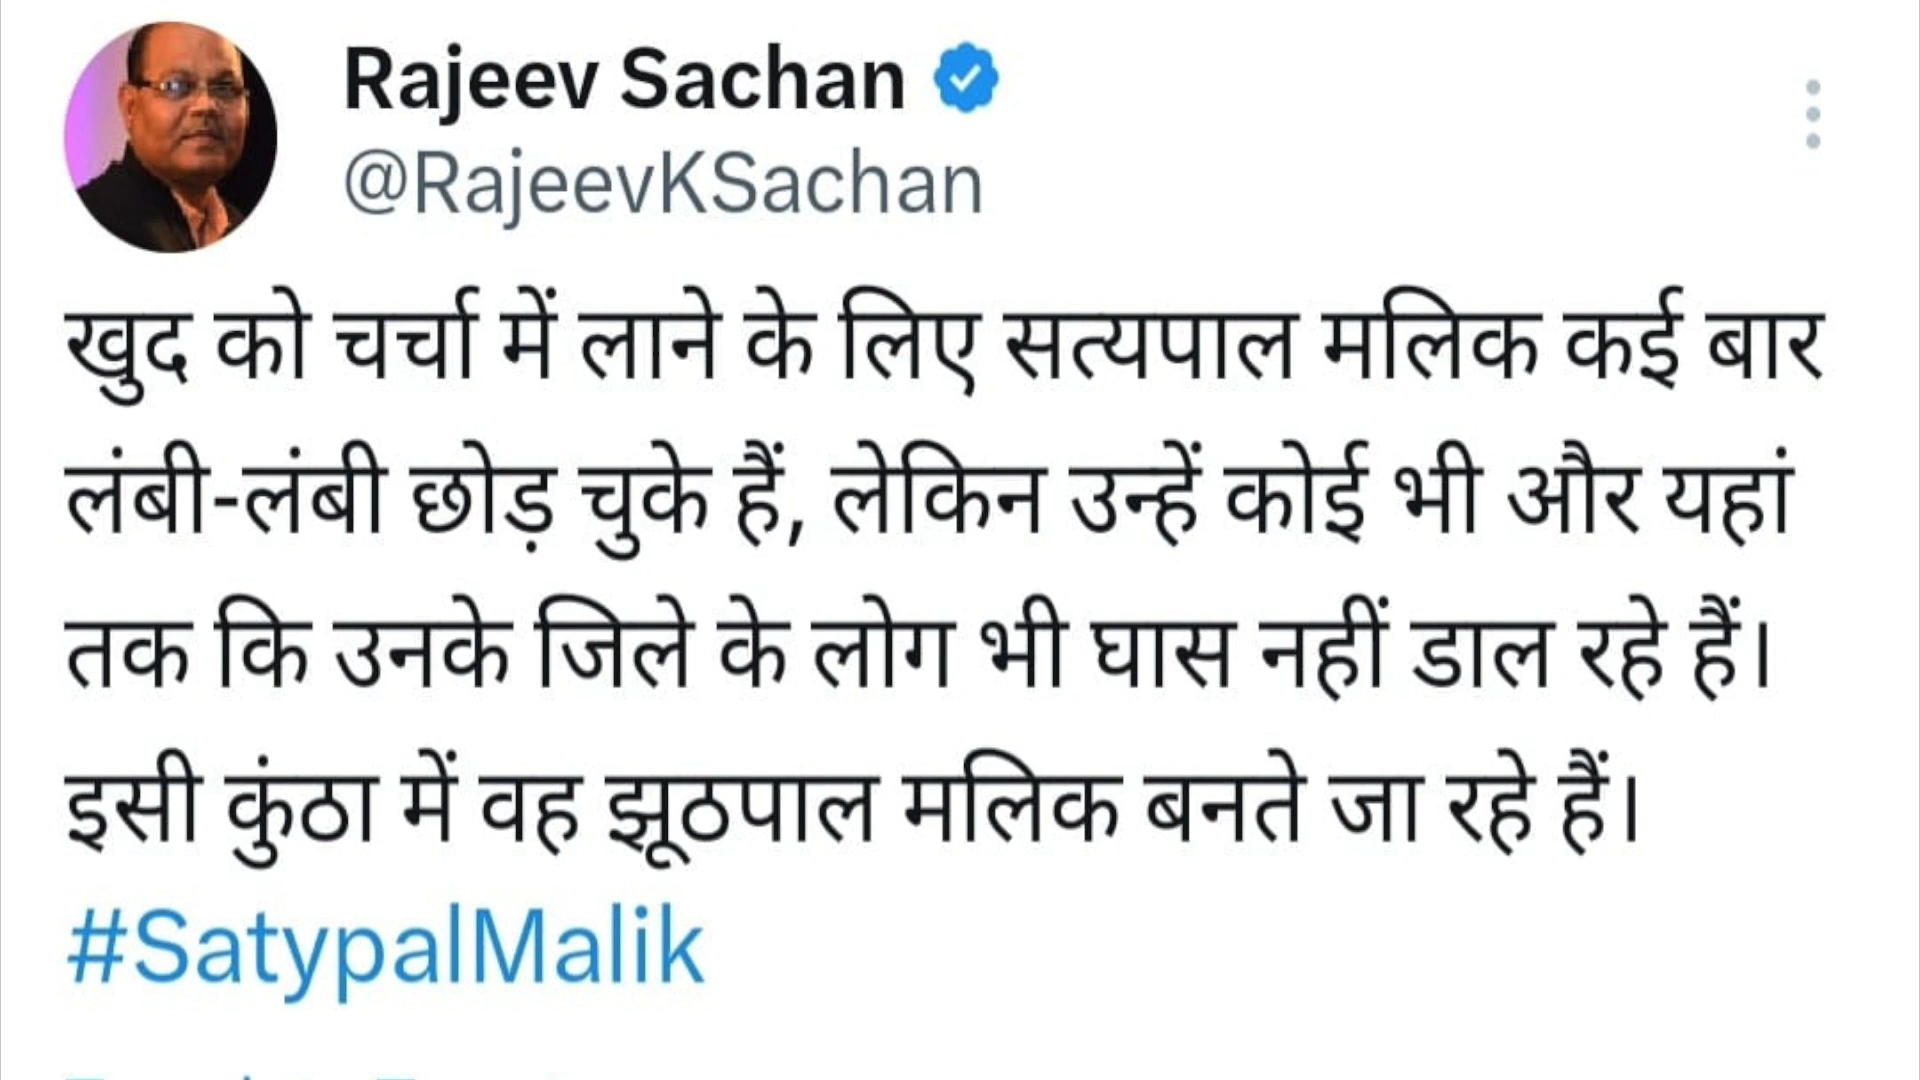 Rajeev Sachan
@RajeevKSachan
खुद को चर्चा में लाने के लिए सत्यपाल मलिक कई बार
लंबी-लंबी छोड़ चुके हैं, लेकिन उन्हें कोई भी और यहां
तक कि उनके जिले के लोग भी घास नहीं डाल रहे हैं।
इसी कुंठा में वह झूठपाल मलिक बनते जा रहे हैं।
#SatypalMalik